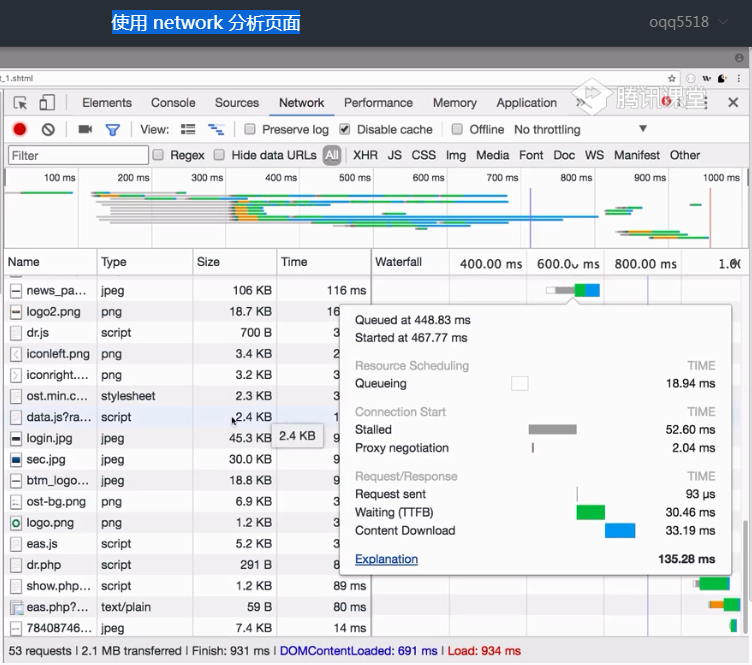 使用 network 分析页面
oqq5518
t_1.shtml
Elements Console Sources Network Performance Memory Application
腾讯课堂
View: Preserve log Disable cache Offline No throttling
Filter Regex Hide data URLs All XHR JS CSS Img Media Font Doc WS Manifest Other
100 ms 200 ms 300 ms 400 ms 500 ms 600 ms 700 ms 800 ms 900 ms 1000 ms
Name Type Size Time Waterfall 400.00 ms 600.00 ms 800.00 ms
news_pa... jpeg 106 KB 116 ms
logo2.png png 18.7 KB 16
dr.js script 700 B 3
iconleft.png png 3.4 KB 2
iconright.... png 3.2 KB 3
ost.min.c... stylesheet 2.3 KB 3
data.js?ra... script 2.4 KB 1
2.4 KB
login.jpg jpeg 45.3 KB 9
sec.jpg jpeg 30.0 KB 9
btm_logo... jpeg 18.8 KB 9
ost-bg.png png 6.9 KB 3
logo.png png 1.2 KB 3
eas.js script 5.2 KB 3
dr.php script 291 B 8
show.php... script 1.2 KB 89 ms
eas.php?... text/plain 59 B 80 ms
78408746... jpeg 7.4 KB 14 ms
Queued at 448.83 ms
Started at 467.77 ms
Resource Scheduling TIME
Queueing 18.94 ms
Connection Start TIME
Stalled 52.60 ms
Proxy negotiation 2.04 ms
Request/Response TIME
Request sent 93 μs
Waiting (TTFB) 30.46 ms
Content Download 33.19 ms
Explanation 135.28 ms
53 requests | 2.1 MB transferred | Finish: 931 ms | DOMContentLoaded: 691 ms | Load: 934 ms